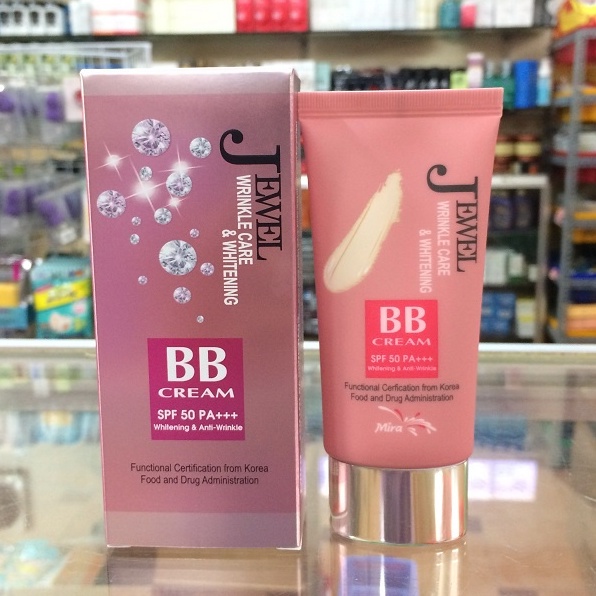 JEWEL
WRINKLE CARE
& WHITENING
BB
CREAM
SPF 50 PA+++
Whitening & Anti-Wrinkle
Functional Certification from Korea
Food and Drug Administration
JEWEL
WRINKLE CARE
& WHITENING
BB
CREAM
SPF 50 PA+++
Whitening & Anti-Wrinkle
Functional Cerfication from Korea
Food and Drug Administration
Mira